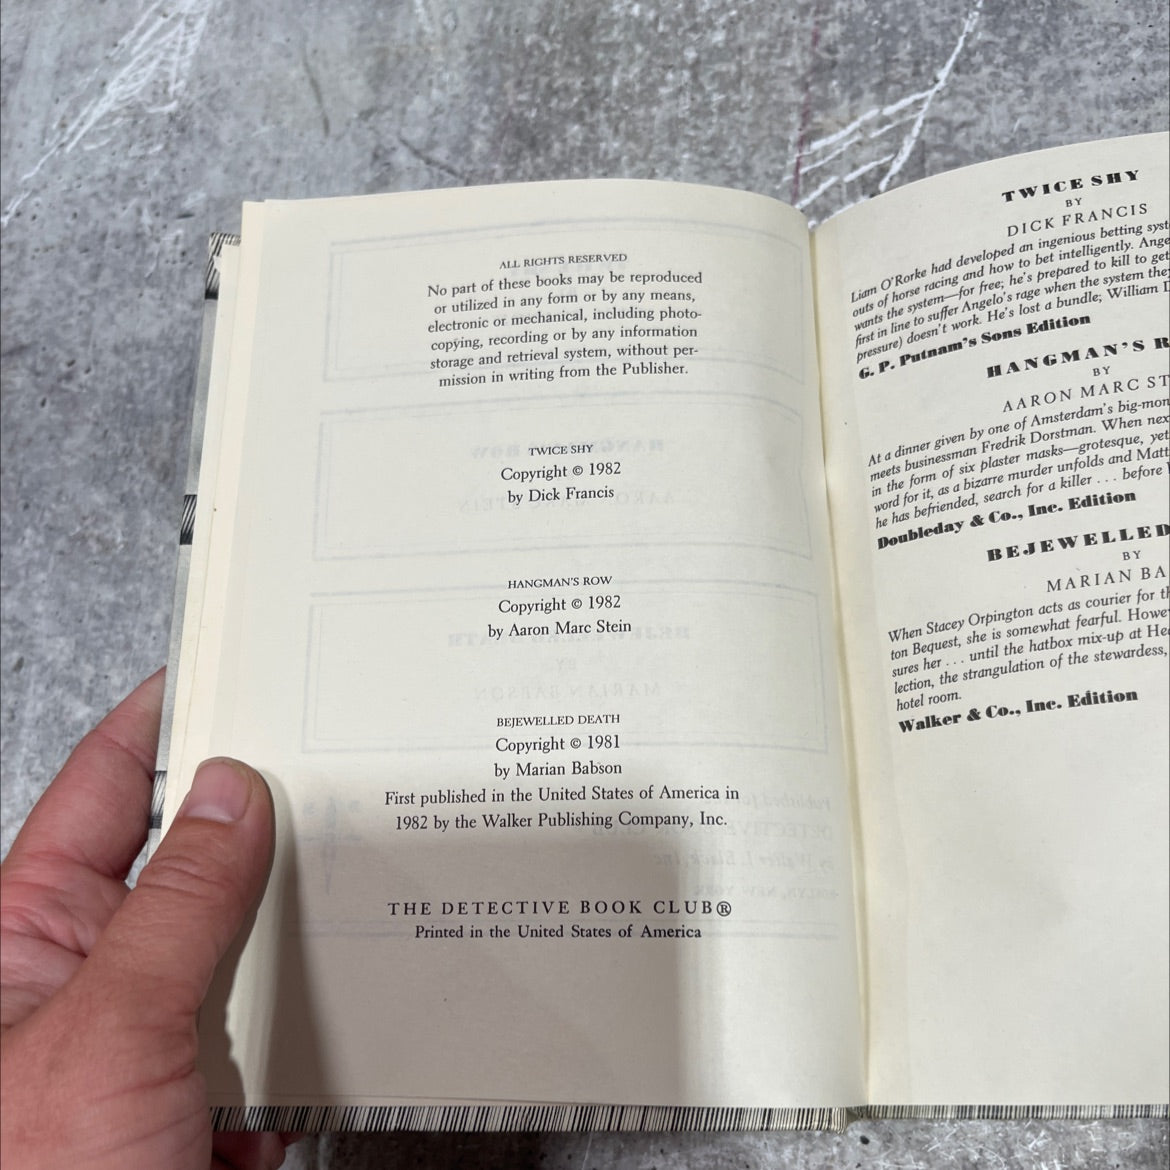 ALL RIGHTS RESERVED
No part of these books may be reproduced
or utilized in any form or by any means,
electronic or mechanical, including photo-
copying, recording or by any information
storage and retrieval system, without per-
mission in writing from the Publisher.
TWICE SHY
Copyright © 1982
by Dick Francis
HANGMAN'S ROW
Copyright © 1982
by Aaron Marc Stein
BEJEWELLED DEATH
Copyright © 1981
by Marian Babson
First published in the United States of America in
1982 by the Walker Publishing Company, Inc.
THE DETECTIVE BOOK CLUB®
Printed in the United States of America
TWICE SHY
BY
DICK FRANCIS
Liam O'Rorke had developed an ingenious betting syst
outs of horse racing and how to bet intelligently. Ange
wants the system—for free; he's prepared to kill to get
first in line to suffer Angelo's rage when the system the
pressure) doesn't work. He's lost a bundle; William D
G. P. Putnam's Sons Edition
HANGMAN'S R
BY
AARON MARC ST
At a dinner given by one of Amsterdam's big-mon
meets businessman Fredrik Dorstman. When nex
in the form of six plaster masks—grotesque, yet
word for it, as a bizarre murder unfolds and Matt
he has befriended, search for a killer . . . before
Doubleday & Co., Inc. Edition
BEJEWELLED
BY
MARIAN BA
When Stacey Orpington acts as courier for th
ton Bequest, she is somewhat fearful. Howe
sures her . . . until the hatbox mix-up at Hea
lection, the strangulation of the stewardess,
hotel room.
Walker & Co., Inc. Edition